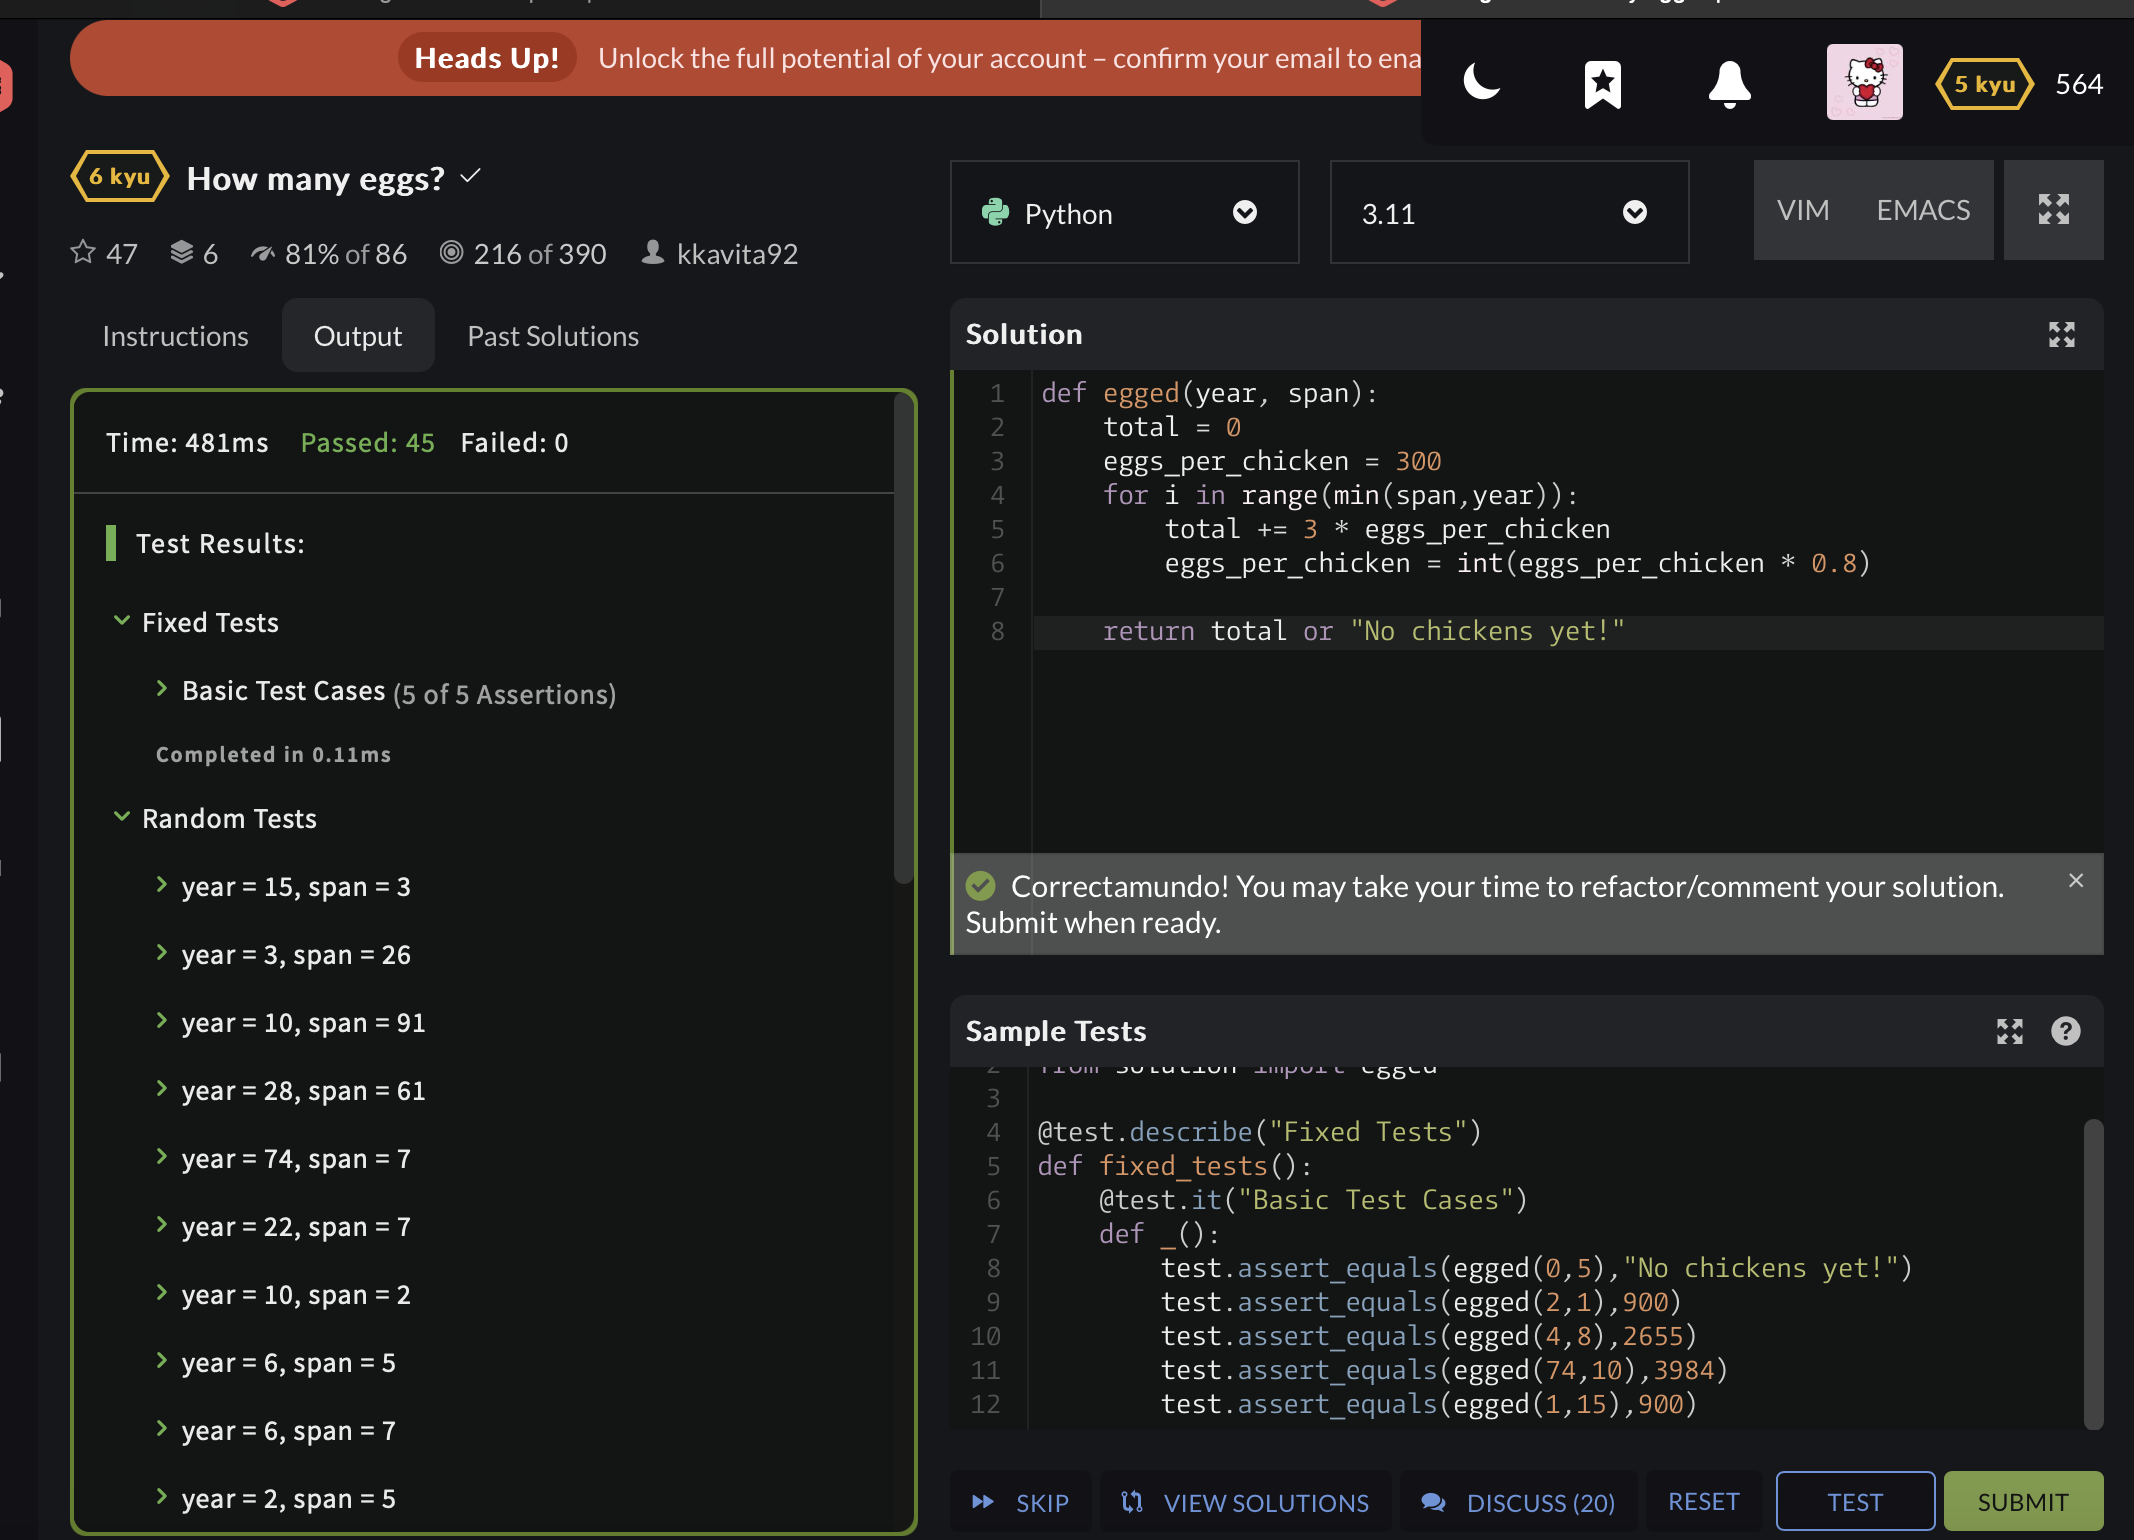 Heads Up! Unlock the full potential of your account – confirm your email to ena
5 kyu 564
6 kyu How many eggs?
47 6 81% of 86 216 of 390 kkavita92
Python
3.11
VIM EMACS
Instructions Output Past Solutions
Time: 481ms Passed: 45 Failed: 0
Test Results:
Fixed Tests
Basic Test Cases (5 of 5 Assertions)
Completed in 0.11ms
Random Tests
year = 15, span = 3
year = 3, span = 26
year = 10, span = 91
year = 28, span = 61
year = 74, span = 7
year = 22, span = 7
year = 10, span = 2
year = 6, span = 5
year = 6, span = 7
year = 2, span = 5
Solution
1 def egged(year, span):
2     total = 0
3     eggs_per_chicken = 300
4     for i in range(min(span,year)):
5         total += 3 * eggs_per_chicken
6         eggs_per_chicken = int(eggs_per_chicken * 0.8)
7
8     return total or "No chickens yet!"
Correctamundo! You may take your time to refactor/comment your solution.
Submit when ready.
Sample Tests
2 from solution import egged
3
4 @test.describe("Fixed Tests")
5 def fixed_tests():
6     @test.it("Basic Test Cases")
7     def _():
8         test.assert_equals(egged(0,5),"No chickens yet!")
9         test.assert_equals(egged(2,1),900)
10         test.assert_equals(egged(4,8),2655)
11         test.assert_equals(egged(74,10),3984)
12         test.assert_equals(egged(1,15),900)
SKIP VIEW SOLUTIONS DISCUSS (20) RESET TEST SUBMIT